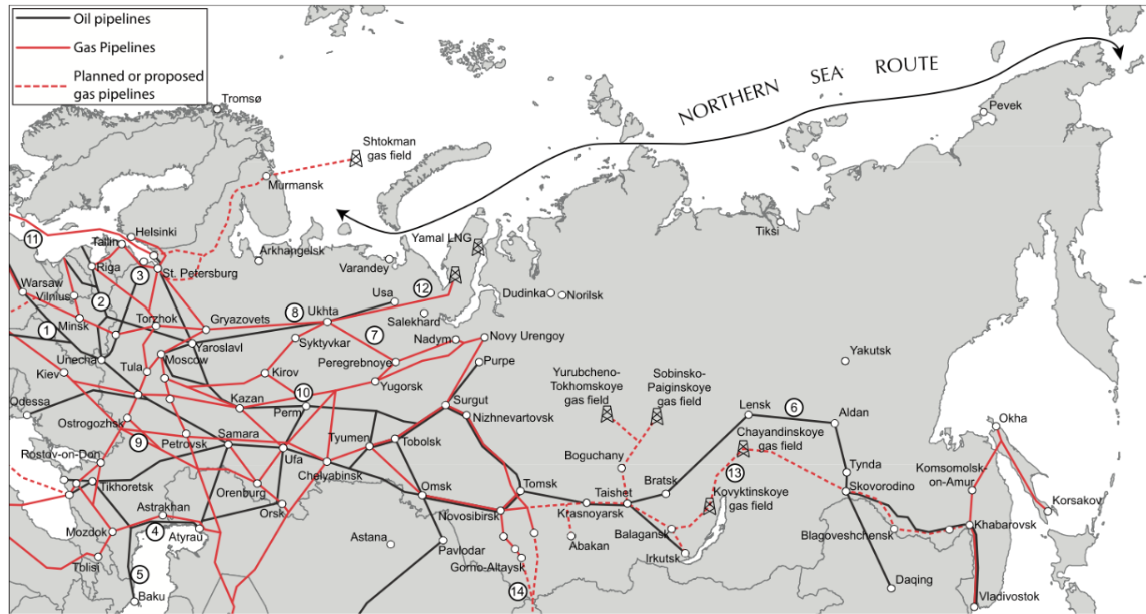 Oil pipelines
Gas Pipelines
Planned or proposed
gas pipelines
NORTHERN SEA ROUTE
Tromsø
Pevek
Shtokman
gas field
Murmansk
Tiksi
11
Helsinki
Tallin
Yamal LNG
Arkhangelsk
Riga
3
St. Petersburg
Varandey
Warsaw
Vilnius
2
Usa
12
Dudinka
Norilsk
8
Ukhta
1
Minsk
Torzhok
Gryazovets
Salekhard
7
Syktyvkar
Nadym
Novy Urengoy
Yaroslavl
Unecha
Moscow
Peregrebnoye
Purpe
Yakutsk
Tula
Kiev
Kirov
Yugorsk
Yurubcheno-
Tokhomskoye
gas field
Sobinsko-
Paiginskoye
gas field
10
Kazan
Perm
Surgut
Lensk
6
Odessa
Nizhnevartovsk
Aldan
Okha
Ostrogozhsk
9
Samara
Tyumen
Chayandinskoye
gas field
Petrovsk
Tobolsk
Rostov-on-Don
Ufa
Boguchany
Tynda
Komsomolsk-
on-Amur
Chelyabinsk
13
Tikhoretsk
Orenburg
Omsk
Tomsk
Taishet
Bratsk
Kovyktinskoye
gas field
Skovorodino
Korsakov
Astrakhan
Orsk
Novosibirsk
Krasnoyarsk
Khabarovsk
Mozdok
4
Atyrau
Astana
Abakan
Balagansk
Blagoveshchensk
Pavlodar
Irkutsk
Tblisi
Gorno-Altaysk
5
14
Daqing
Baku
Vladivostok